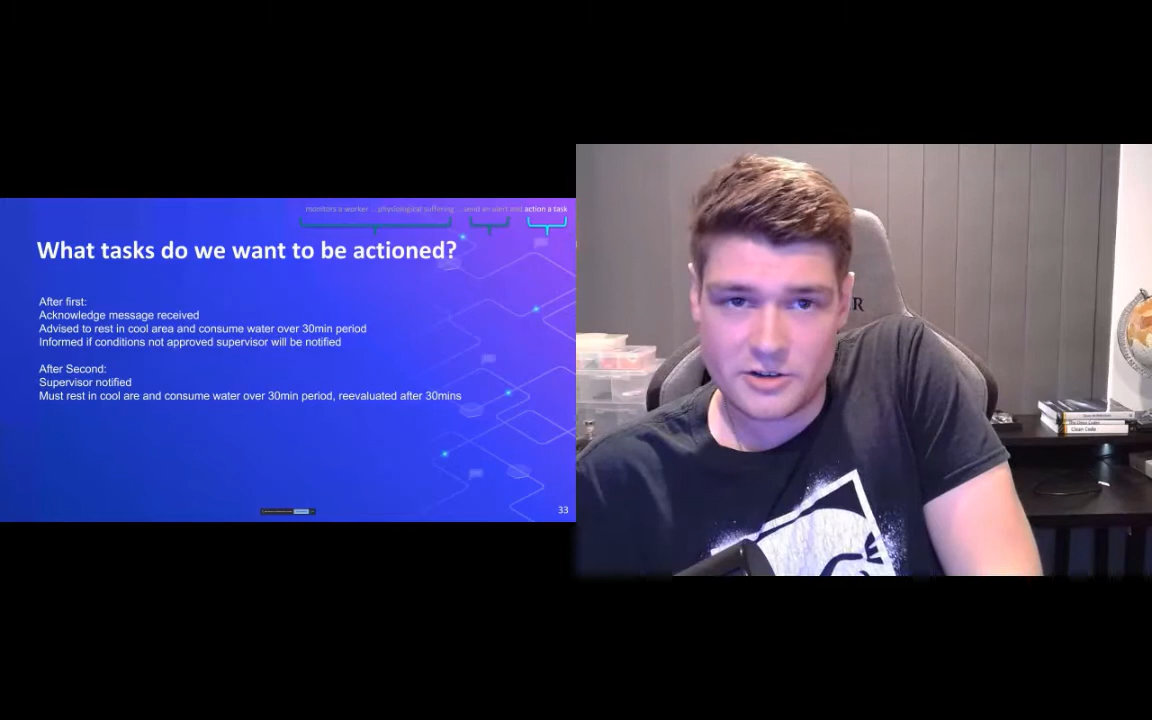 monitors a worker ... physiological suffering ... send an alert and action a task
What tasks do we want to be actioned?
After first:
Acknowledge message received
Advised to rest in cool area and consume water over 30min period
Informed if conditions not approved supervisor will be notified
After Second:
Supervisor notified
Must rest in cool are and consume water over 30min period, reevaluated after 30mins
33
R
Clean Code